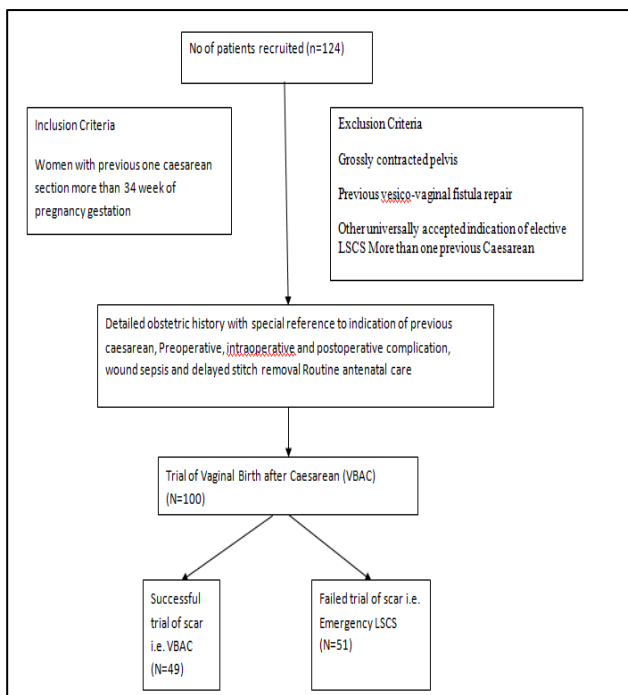 No of patients recruited (n=124)
Inclusion Criteria
Women with previous one caesarean
section more than 34 week of
pregnancy gestation
Exclusion Criteria
Grossly contracted pelvis
Previous vesico-vaginal fistula repair
Other universally accepted indication of elective
LSCS More than one previous Caesarean
Detailed obstetric history with special reference to indication of previous
caesarean, Preoperative, intraoperative and postoperative complication,
wound sepsis and delayed stitch removal Routine antenatal care
Trial of Vaginal Birth after Caesarean (VBAC)
(N=100)
Successful
trial of scar
i.e. VBAC
(N=49)
Failed trial of scar i.e.
Emergency LSCS
(N=51)